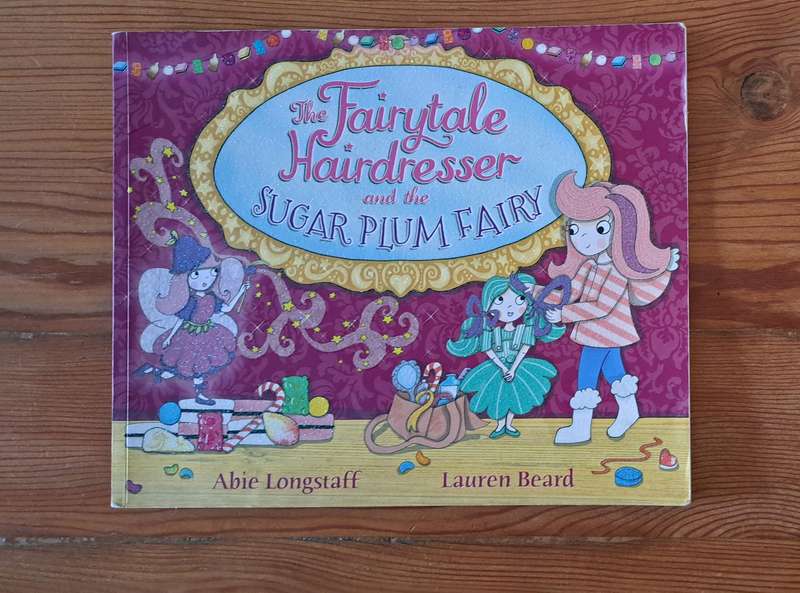 The Fairytale
Hairdresser
and the
SUGAR PLUM FAIRY
Abie Longstaff Lauren Beard